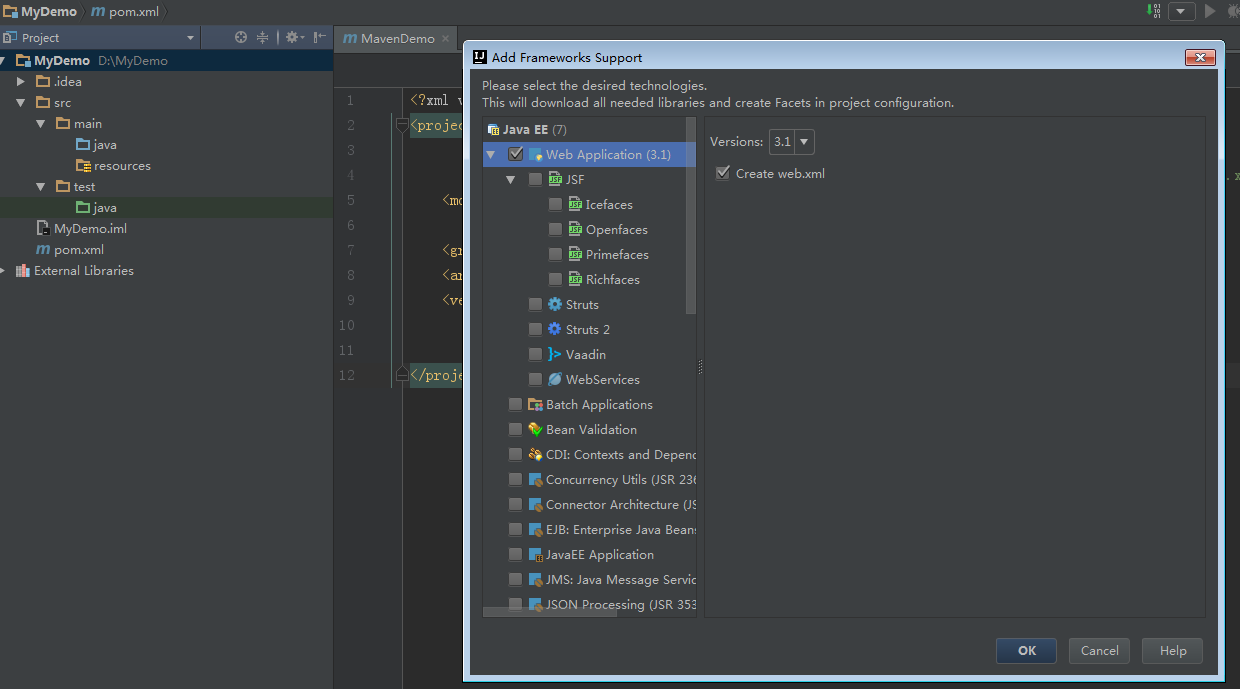 MyDemo pom.xml
Project
MyDemo D:\MyDemo
.idea
src
main
java
resources
test
java
MyDemo.iml
pom.xml
External Libraries
MavenDemo
1 <?xml v
2 <projec
3
4
5 <mo
6
7 <gr
8 <ar
9 <ve
10
11
12 </proje
Add Frameworks Support
Please select the desired technologies.
This will download all needed libraries and create Facets in project configuration.
Java EE (7)
Web Application (3.1)
JSF
Icefaces
Openfaces
Primefaces
Richfaces
Struts
Struts 2
Vaadin
WebServices
Batch Applications
Bean Validation
CDI: Contexts and Depend
Concurrency Utils (JSR 236
Connector Architecture (JS
EJB: Enterprise Java Beans
JavaEE Application
JMS: Java Message Servic
JSON Processing (JSR 353
Versions: 3.1
Create web.xml
OK
Cancel
Help